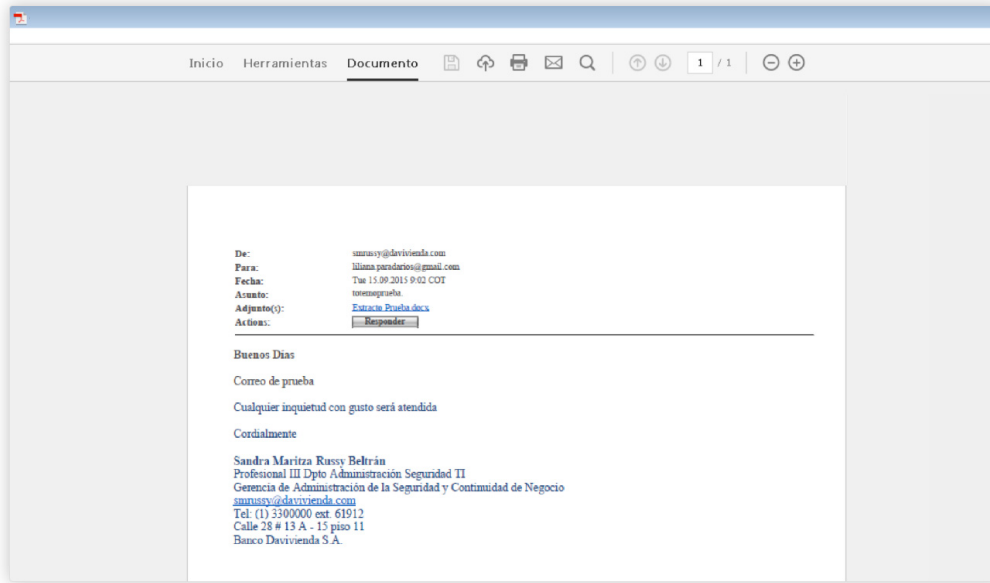 Inicio Herramientas Documento 1 / 1
De: smrussy@davivienda.com
Para: liliana.paradarios@gmail.com
Fecha: Tue 15.09.2015 9:02 COT
Asunto: totemoprueba.
Adjunto(s): Extracto Prueba.docx
Actions: Responder
Buenos Días
Correo de prueba
Cualquier inquietud con gusto será atendida
Cordialmente
Sandra Maritza Russy Beltrán
Profesional III Dpto Administración Seguridad TI
Gerencia de Administración de la Seguridad y Continuidad de Negocio
smrussy@davivienda.com
Tel: (1) 3300000 ext. 61912
Calle 28 # 13 A - 15 piso 11
Banco Davivienda S.A.